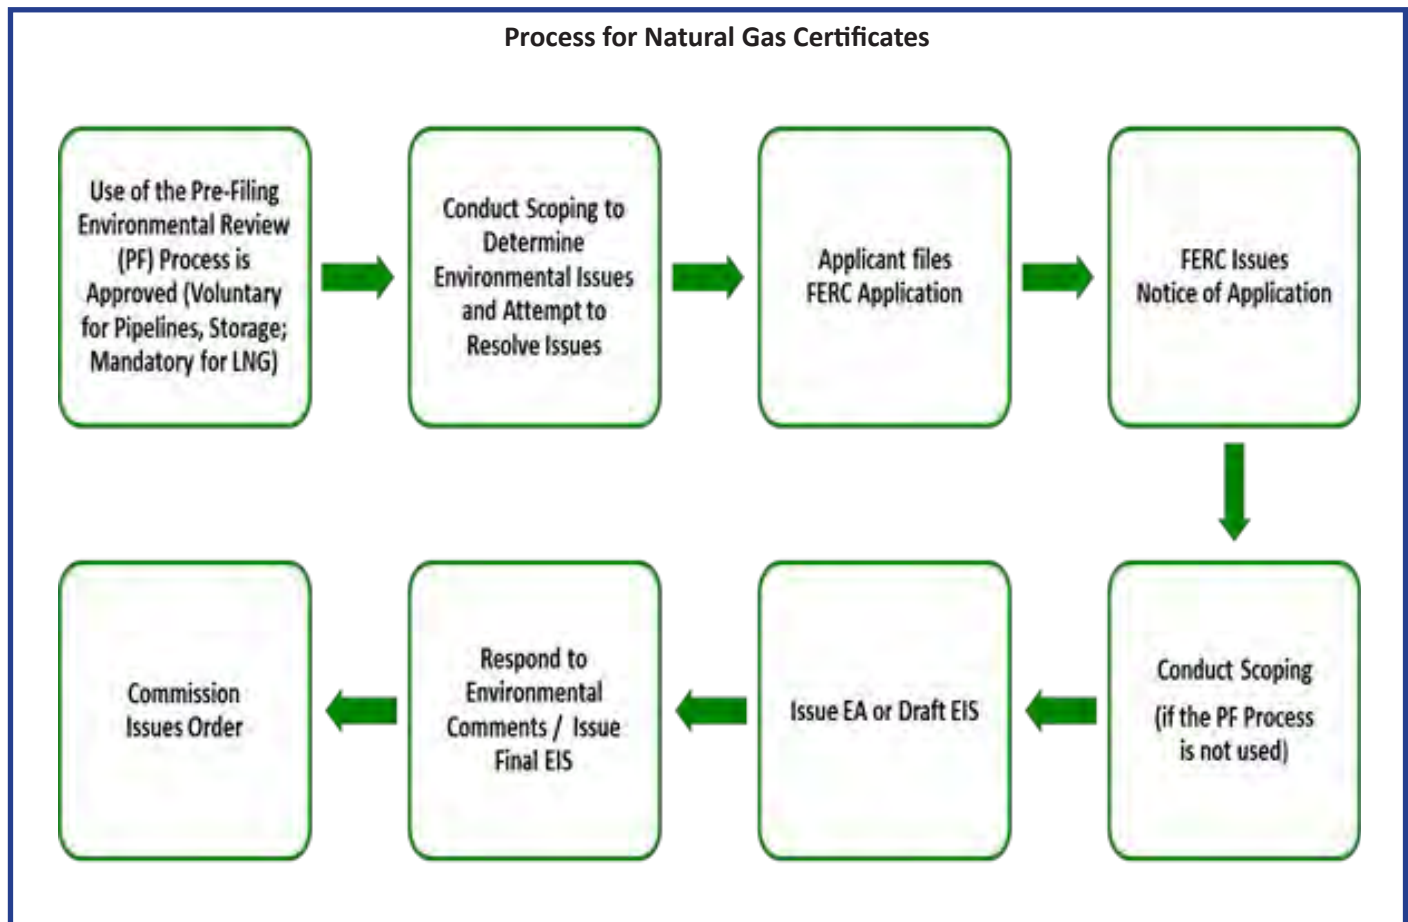 Process for Natural Gas Certificates
Use of the Pre-Filing
Environmental Review
(PF) Process is
Approved (Voluntary
for Pipelines, Storage;
Mandatory for LNG)
Conduct Scoping to
Determine
Environmental Issues
and Attempt to
Resolve Issues
Applicant files
FERC Application
FERC Issues
Notice of Application
Conduct Scoping
(if the PF Process
is not used)
Issue EA or Draft EIS
Respond to
Environmental
Comments / Issue
Final EIS
Commission
Issues Order